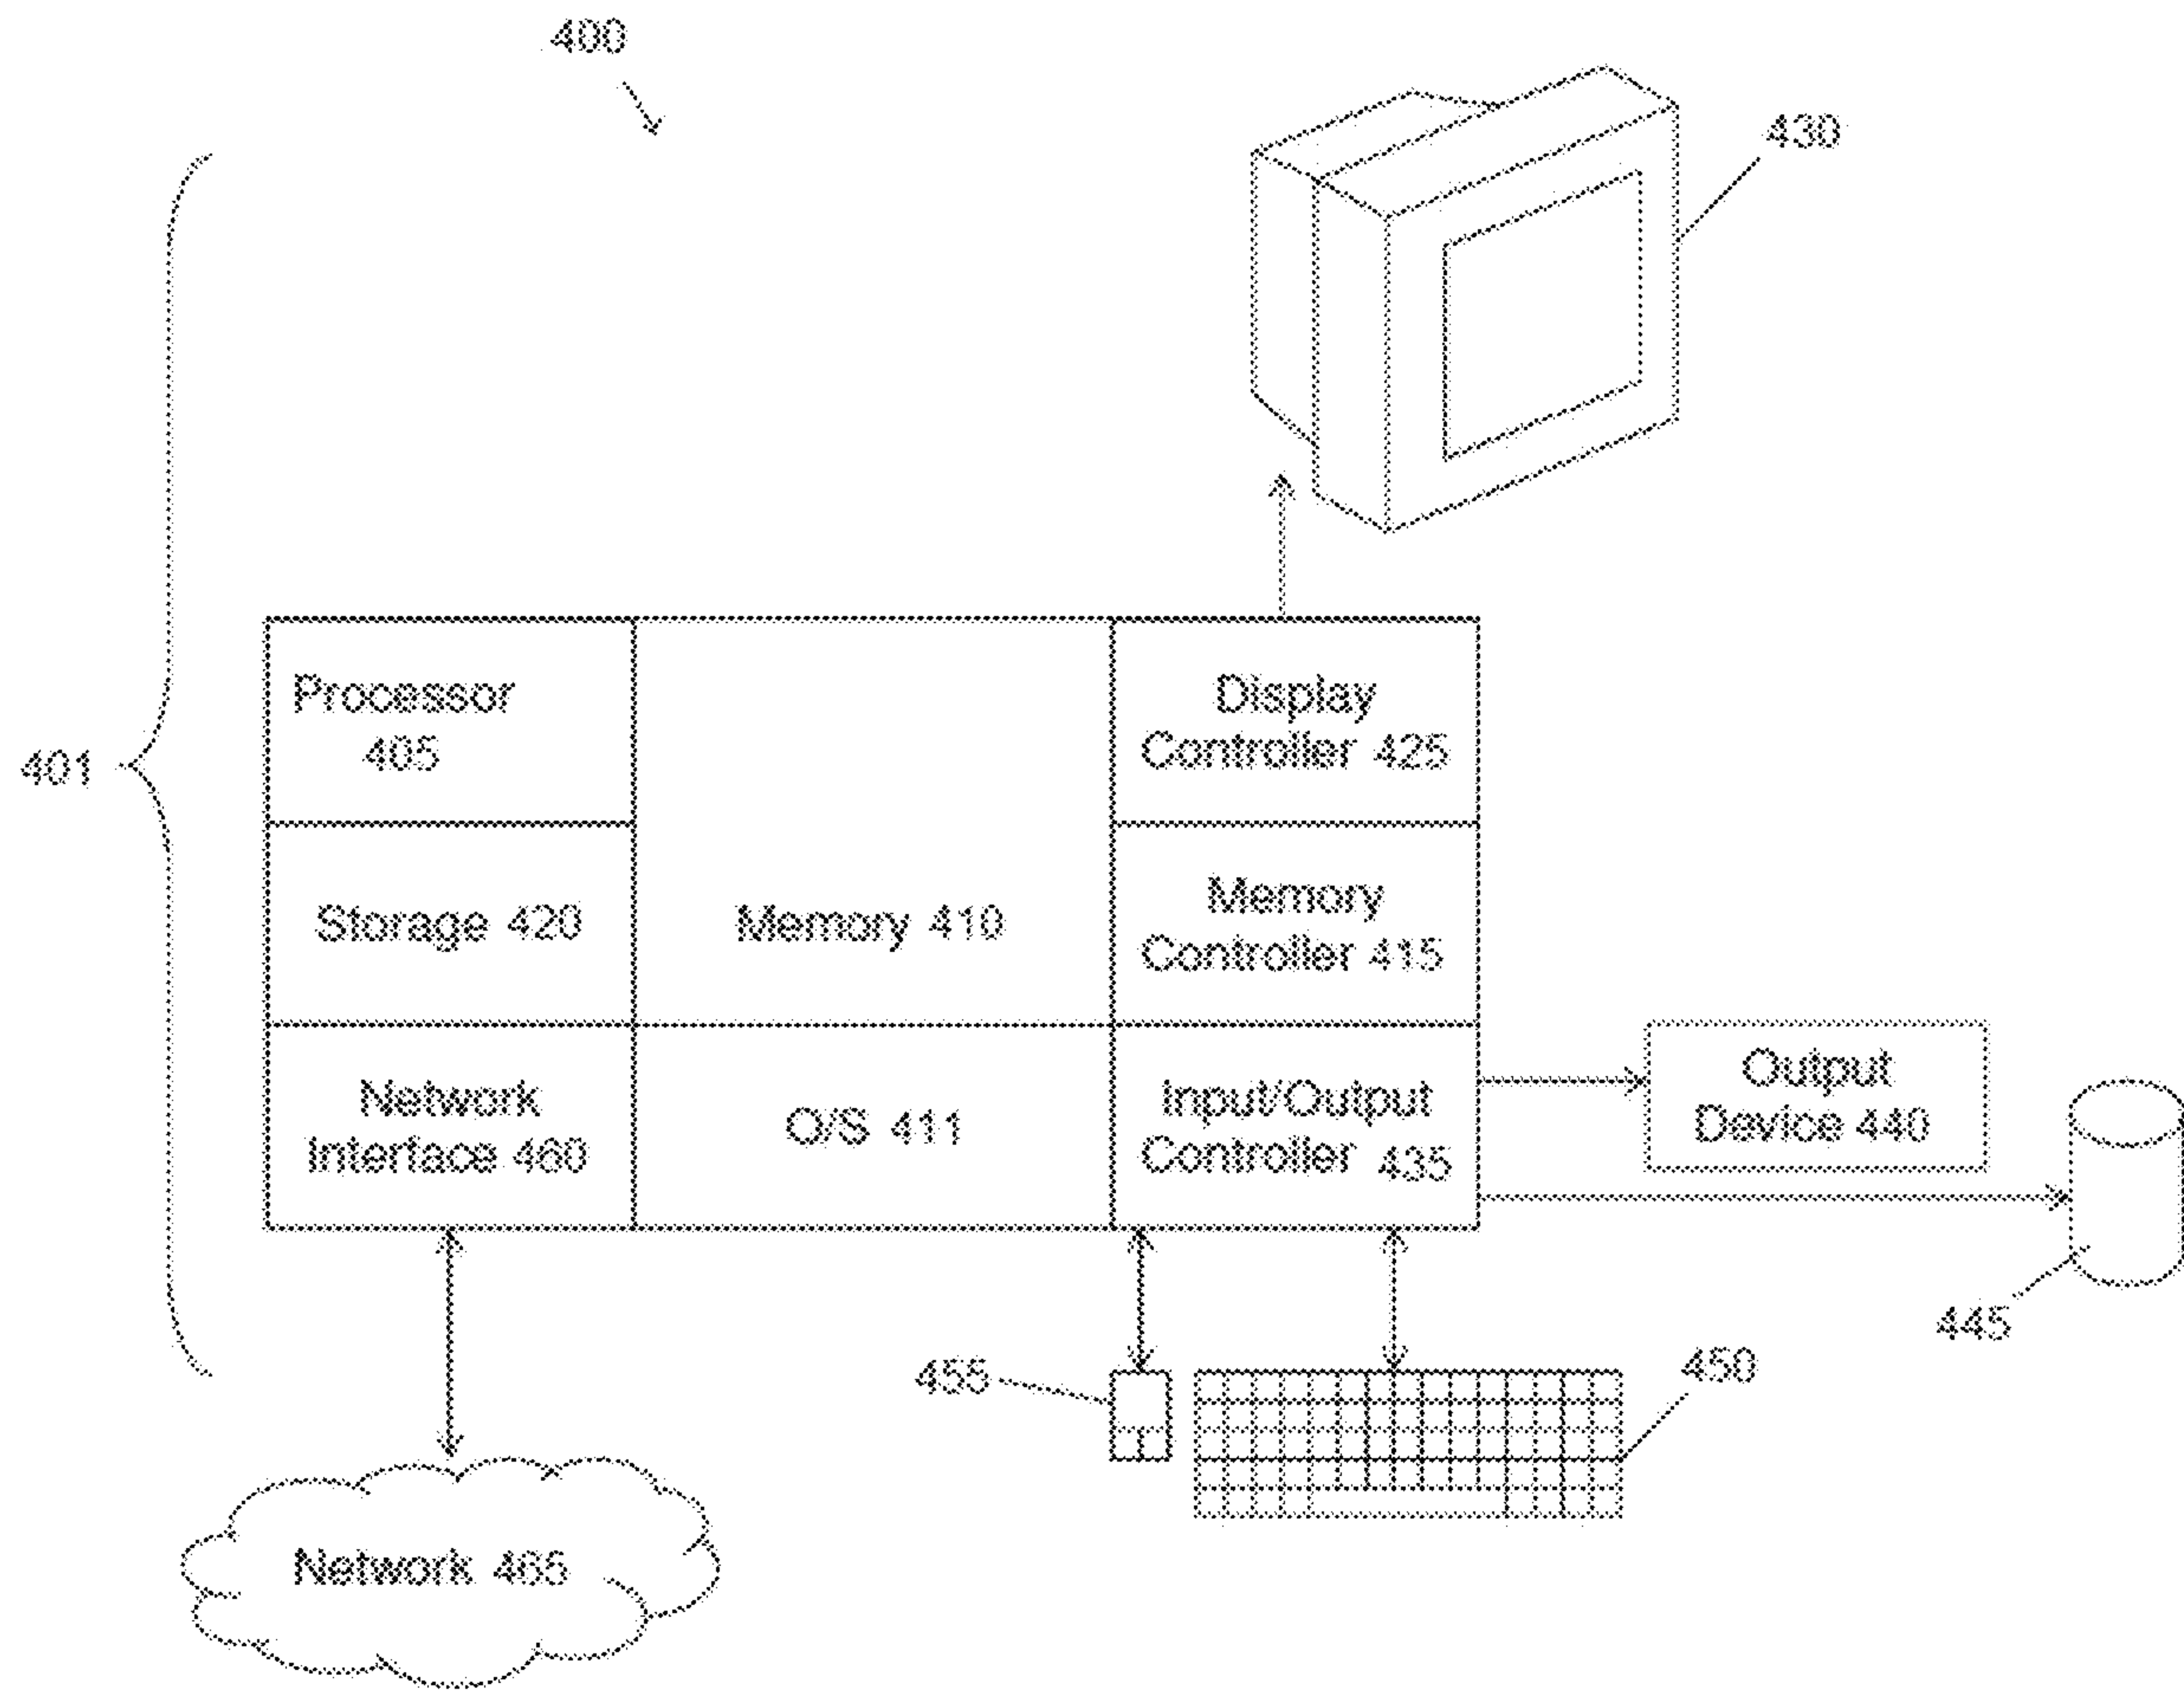 400
430
401
Processor
405
Display
Controller 425
Storage 420
Memory 410
Memory
Controller 415
Network
Interface 460
O/S 411
Input/Output
Controller 435
Output
Device 440
445
455
450
Network 465